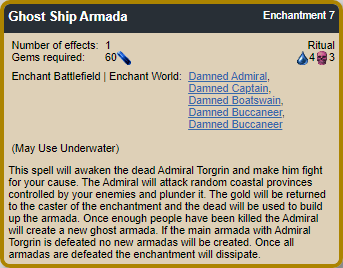 Ghost Ship Armada Enchantment 7
Number of effects: 1 Ritual
Gems required: 60 4 3
Enchant Battlefield | Enchant World: Damned Admiral,
Damned Captain,
Damned Boatswain,
Damned Buccaneer,
Damned Buccaneer
(May Use Underwater)
This spell will awaken the dead Admiral Torgrin and make him fight
for your cause. The Admiral will attack random coastal provinces
controlled by your enemies and plunder it. The gold will be returned
to the caster of the enchantment and the dead will be used to build
up the armada. Once enough people have been killed the Admiral
will create a new ghost armada. If the main armada with Admiral
Torgrin is defeated no new armadas will be created. Once all
armadas are defeated the enchantment will dissipate.